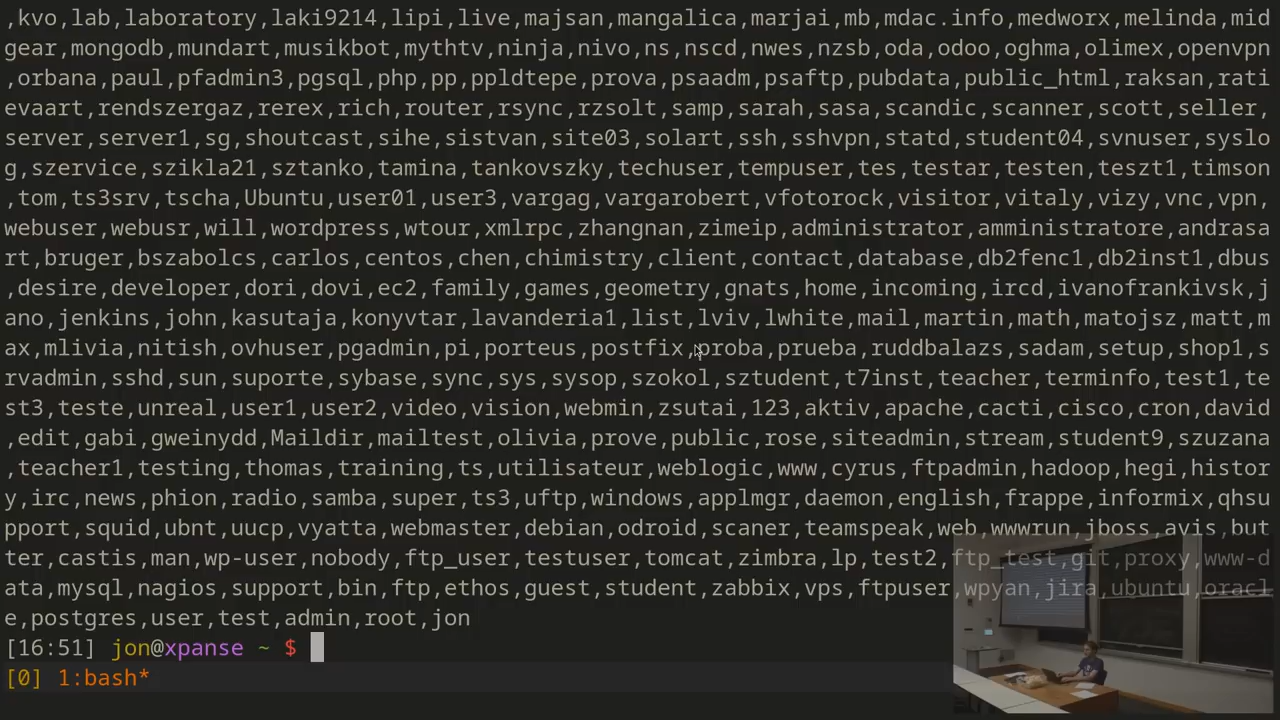 ,kvo,lab,laboratory,laki9214,lipi,live,majsan,mangalica,marjai,mb,mdac.info,medworx,melinda,mid
gear,mongodb,mundart,musikbot,mythtv,ninja,nivo,ns,nscd,nwes,nzsb,oda,odoo,oghma,olimex,openvpn
,orbana,paul,pfadmin3,pgsql,php,pp,ppldtepe,prova,psaadm,psaftp,pubdata,public_html,raksan,rati
evaart,rendszergaz,rerex,rich,router,rsync,rzsolt,samp,sarah,sasa,scandic,scanner,scott,seller,
server,server1,sg,shoutcast,sihe,sistvan,site03,solart,ssh,sshvpn,statd,student04,svnuser,syslo
g,szervice,szikla21,sztanko,tamina,tankovszky,techuser,tempuser,tes,testar,testen,teszt1,timson
,tom,ts3srv,tscha,Ubuntu,user01,user3,vargag,vargarobert,vfotorock,visitor,vitaly,vizy,vnc,vpn,
webuser,webusr,will,wordpress,wtour,xmlrpc,zhangnan,zimeip,administrator,amministratore,andrasa
rt,bruger,bszabolcs,carlos,centos,chen,chimistry,client,contact,database,db2fenc1,db2inst1,dbus
,desire,developer,dori,dovi,ec2,family,games,geometry,gnats,home,incoming,ircd,ivanofrankivsk,j
ano,jenkins,john,kasutaja,konyvtar,lavanderia1,list,lviv,lwhite,mail,martin,math,matojsz,matt,m
ax,mlivia,nitish,ovhuser,pgadmin,pi,porteus,postfix,proba,prueba,ruddbalazs,sadam,setup,shop1,s
rvadmin,sshd,sun,suporte,sybase,sync,sys,sysop,szokol,sztudent,t7inst,teacher,terminfo,test1,te
st3,teste,unreal,user1,user2,video,vision,webmin,zsutai,123,aktiv,apache,cacti,cisco,cron,david
,edit,gabi,gweinydd,Maildir,mailtest,olivia,prove,public,rose,siteadmin,stream,student9,szuzana
,teacher1,testing,thomas,training,ts,utilisateur,weblogic,www,cyrus,ftpadmin,hadoop,hegi,histor
y,irc,news,phion,radio,samba,super,ts3,uftp,windows,applmgr,daemon,english,frappe,informix,qhsu
pport,squid,ubnt,uucp,vyatta,webmaster,debian,odroid,scaner,teamspeak,web,wwwrun,jboss,avis,but
ter,castis,man,wp-user,nobody,ftp_user,testuser,tomcat,zimbra,lp,test2,ftp_test,git,proxy,www-d
ata,mysql,nagios,support,bin,ftp,ethos,guest,student,zabbix,vps,ftpuser,wpyan,jira,ubuntu,oracl
e,postgres,user,test,admin,root,jon
[16:51] jon@xpanse ~ $
[0] 1:bash*